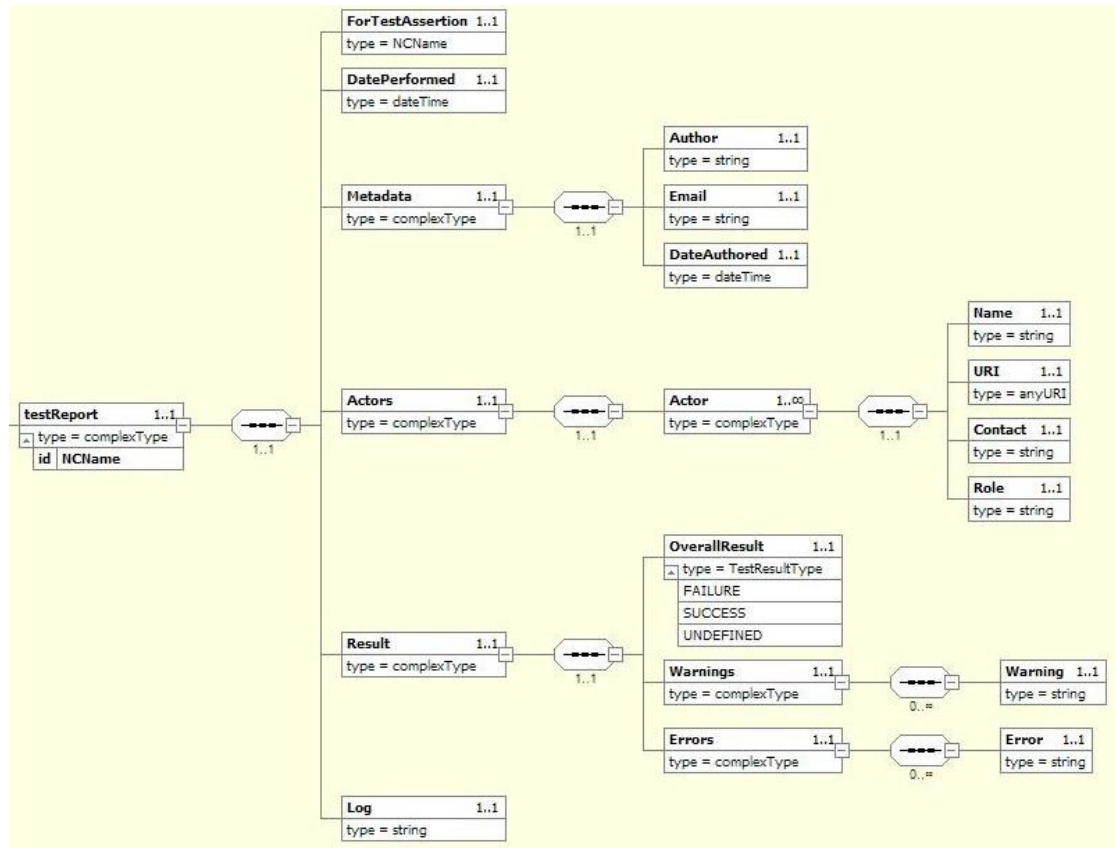 ForTestAssertion 1..1
type = NCName
DatePerformed 1..1
type = dateTime
Metadata 1..1
type = complexType
1..1
Author 1..1
type = string
Email 1..1
type = string
DateAuthored 1..1
type = dateTime
testReport 1..1
type = complexType
id NCName
1..1
Actors 1..1
type = complexType
1..1
Actor 1..∞
type = complexType
1..1
Name 1..1
type = string
URI 1..1
type = anyURI
Contact 1..1
type = string
Role 1..1
type = string
Result 1..1
type = complexType
1..1
OverallResult 1..1
type = TestResultType
FAILURE
SUCCESS
UNDEFINED
Warnings 1..1
type = complexType
0..∞
Warning 1..1
type = string
Errors 1..1
type = complexType
0..∞
Error 1..1
type = string
Log 1..1
type = string